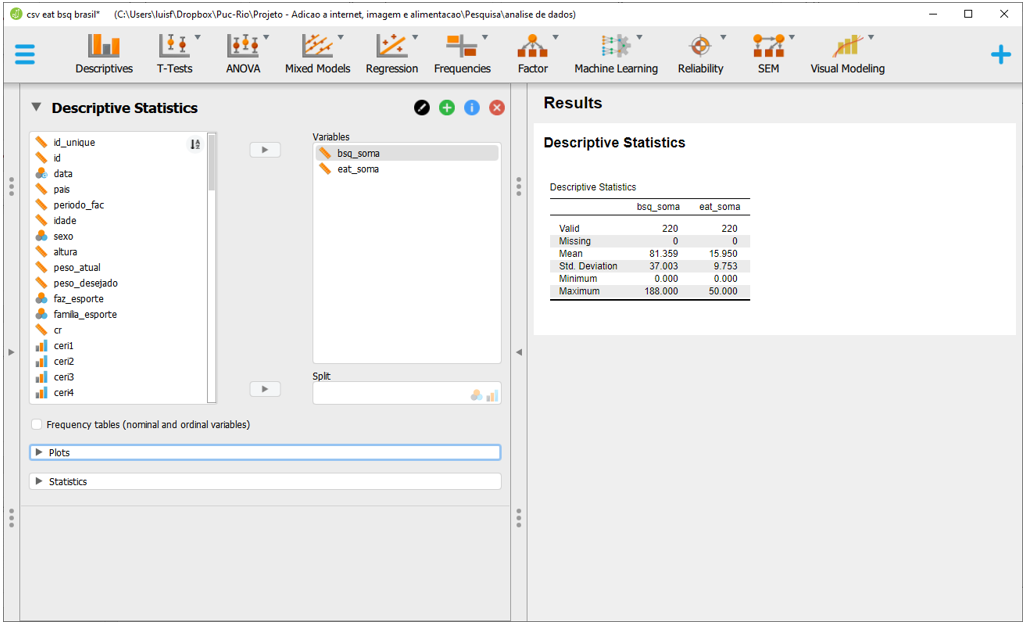 csv eat bsq brasil* (C:\Users\luisf\Dropbox\Puc-Rio\Projeto - Adicao a internet, imagem e alimentacao\Pesquisa\analise de dados)
Descriptives T-Tests ANOVA Mixed Models Regression Frequencies Factor Machine Learning Reliability SEM Visual Modeling
Descriptive Statistics
id_unique
id
data
pais
periodo_fac
idade
sexo
altura
peso_atual
peso_desejado
faz_esporte
familia_esporte
cr
ceri1
ceri2
ceri3
ceri4
Variables
bsq_soma
eat_soma
Split
Frequency tables (nominal and ordinal variables)
Plots
Statistics
Results
Descriptive Statistics
Descriptive Statistics
bsq_soma eat_soma
Valid 220 220
Missing 0 0
Mean 81.359 15.950
Std. Deviation 37.003 9.753
Minimum 0.000 0.000
Maximum 188.000 50.000